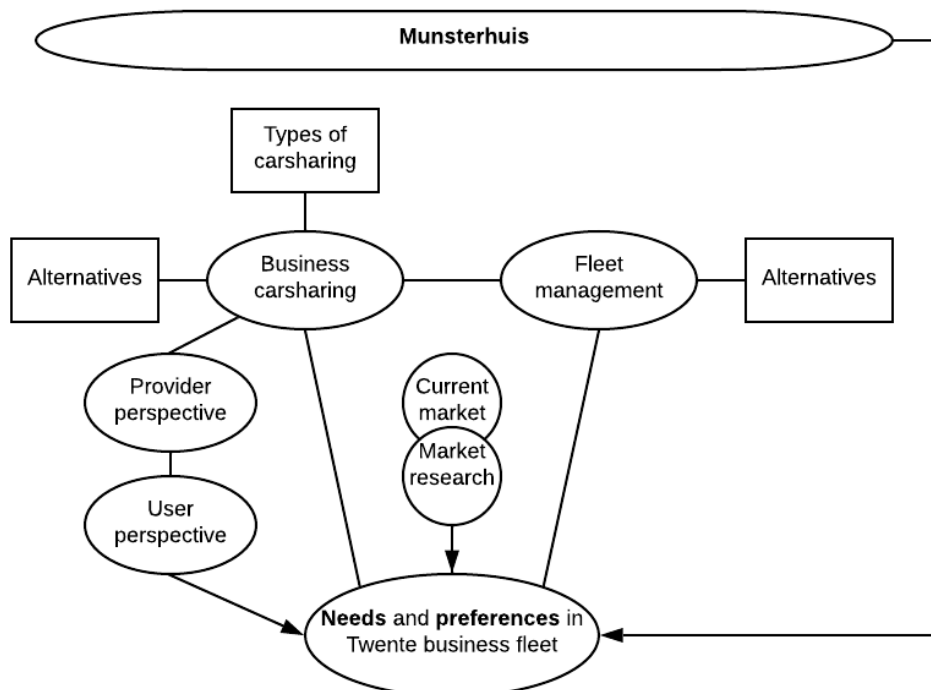 Munsterhuis
Types of
carsharing
Alternatives
Business
carsharing
Fleet
management
Alternatives
Provider
perspective
Current
market
Market
research
User
perspective
Needs and preferences in
Twente business fleet